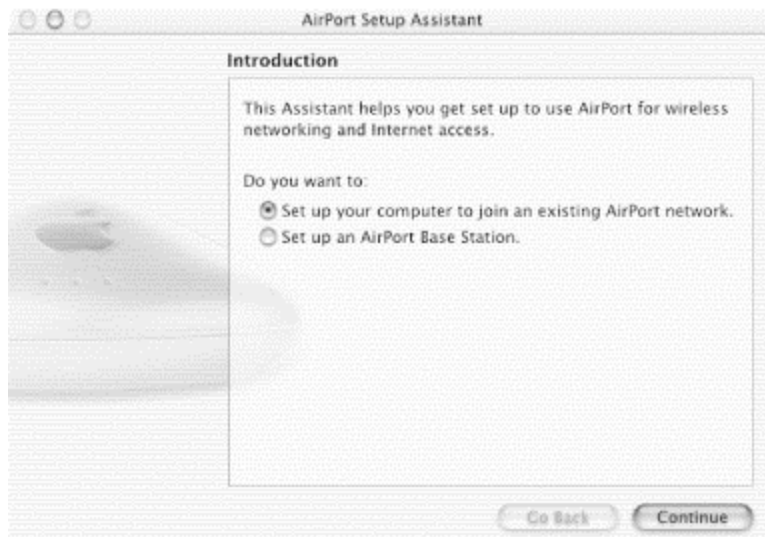 AirPort Setup Assistant
Introduction
This Assistant helps you get set up to use AirPort for wireless
networking and Internet access.
Do you want to:
Set up your computer to join an existing AirPort network.
Set up an AirPort Base Station.
Go Back
Continue